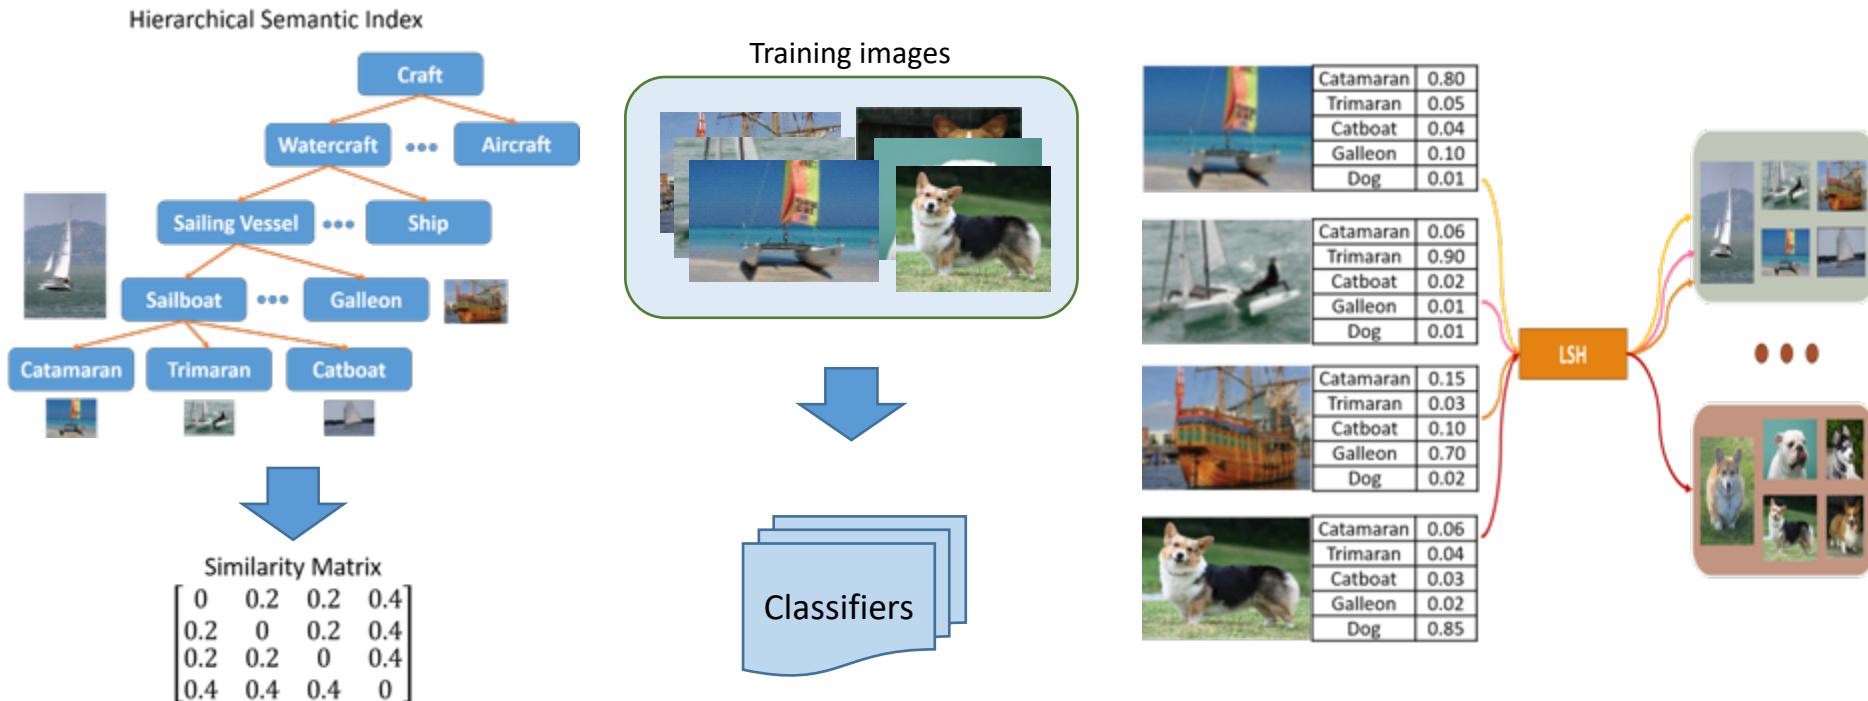 Hierarchical Semantic Index
Craft
Watercraft ••• Aircraft
Sailing Vessel ••• Ship
Sailboat ••• Galleon
Catamaran Trimaran Catboat
Similarity Matrix
0 0.2 0.2 0.4
0.2 0 0.2 0.4
0.2 0.2 0 0.4
0.4 0.4 0.4 0
Training images
Classifiers
Catamaran 0.80
Trimaran 0.05
Catboat 0.04
Galleon 0.10
Dog 0.01
Catamaran 0.06
Trimaran 0.90
Catboat 0.02
Galleon 0.01
Dog 0.01
Catamaran 0.15
Trimaran 0.03
Catboat 0.10
Galleon 0.70
Dog 0.02
Catamaran 0.06
Trimaran 0.04
Catboat 0.03
Galleon 0.02
Dog 0.85
LSH